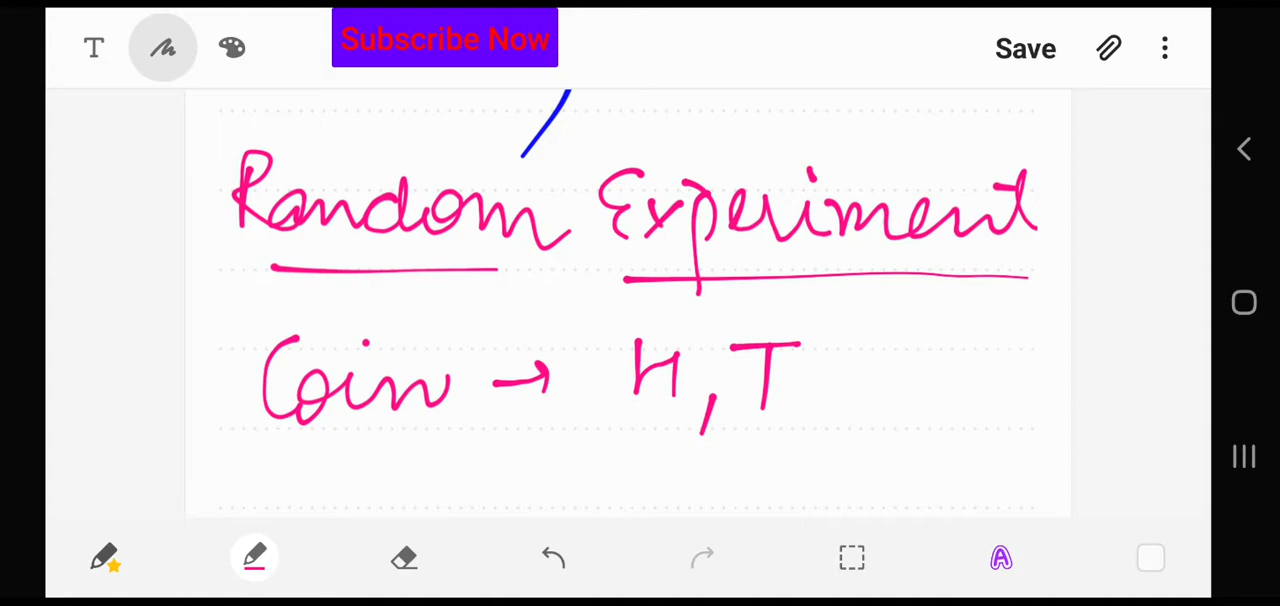 T Subscribe Now Save
Random Experiment
Coin → H, T
A